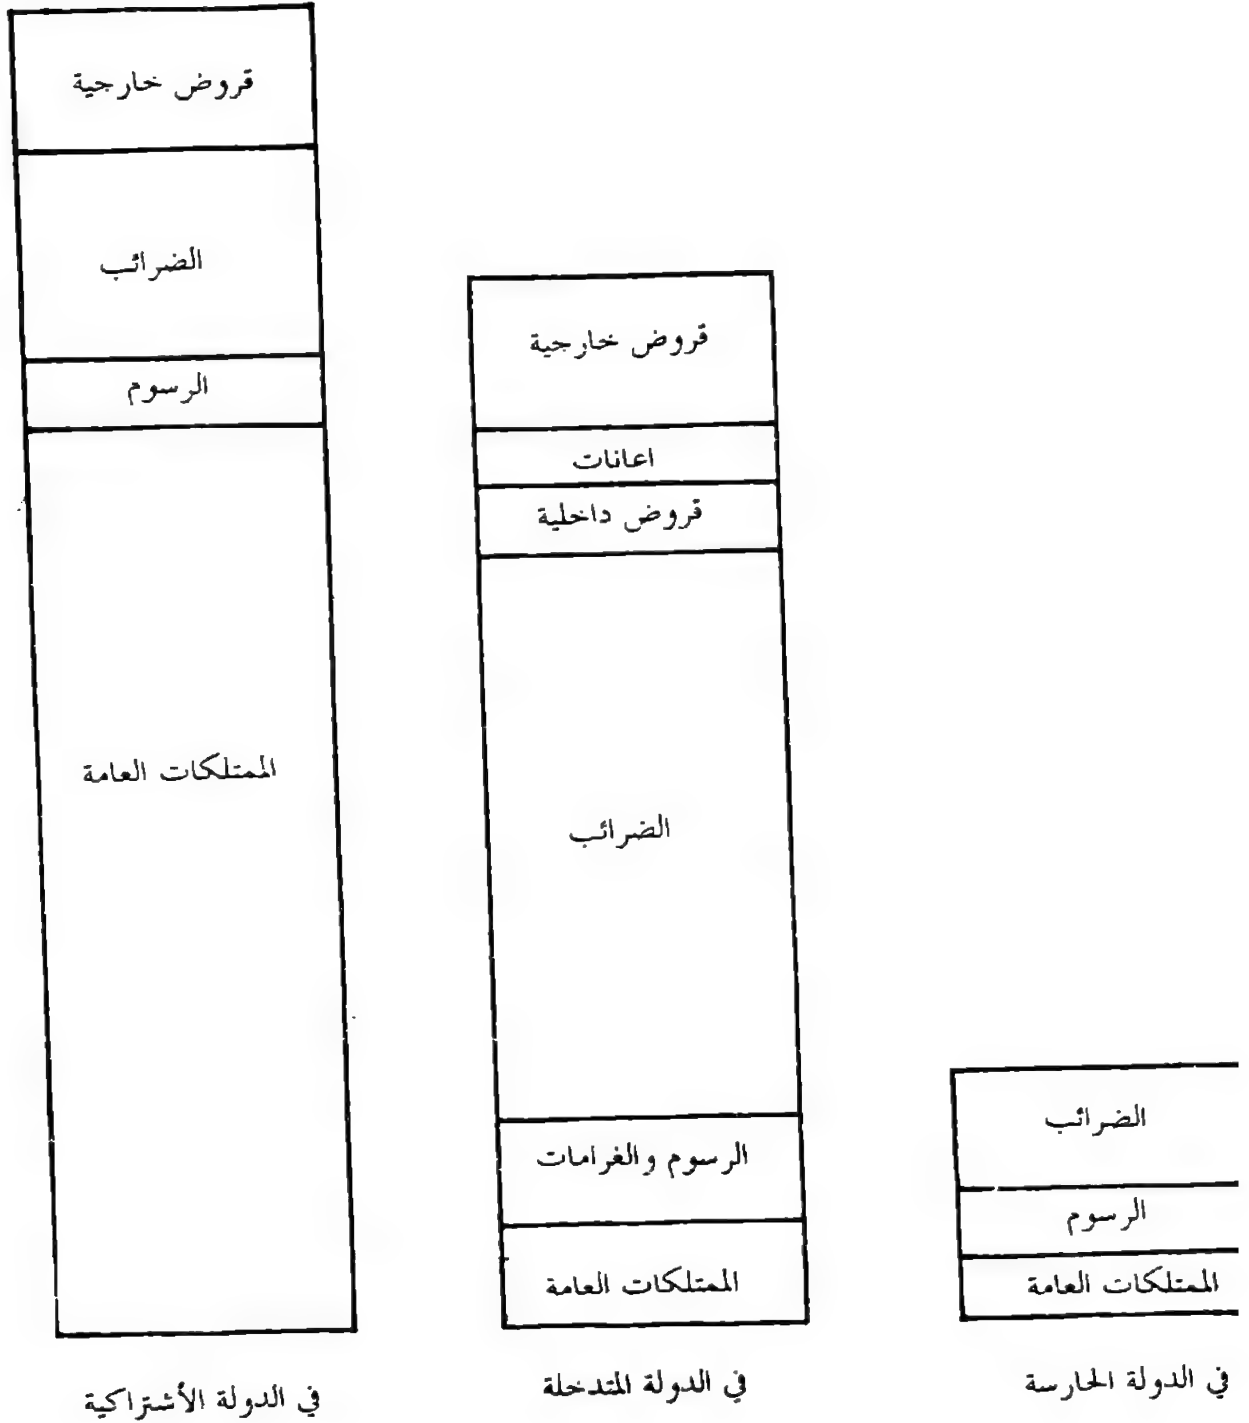 قروض خارجية
الضرائب
الرسوم
الممتلكات العامة
في الدولة الأشتراكية
قروض خارجية
اعانات
قروض داخلية
الضرائب
الرسوم والغرامات
الممتلكات العامة
في الدولة المتدخلة
الضرائب
الرسوم
الممتلكات العامة
في الدولة الحارسة